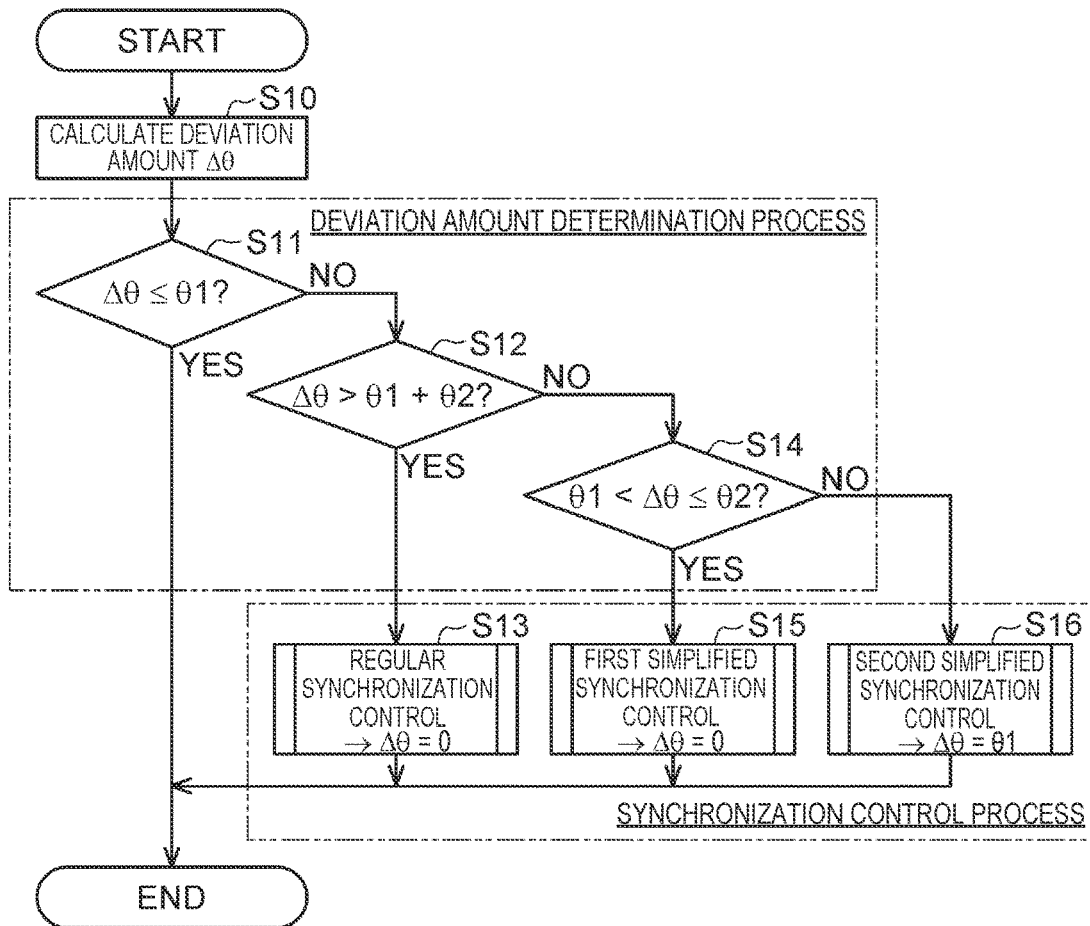 START
S10
CALCULATE DEVIATION
AMOUNT Δθ
DEVIATION AMOUNT DETERMINATION PROCESS
S11
Δθ ≤ θ1?
NO
YES
S12
Δθ > θ1 + θ2?
NO
YES
S14
θ1 < Δθ ≤ θ2?
NO
YES
S13
REGULAR
SYNCHRONIZATION
CONTROL
→ Δθ = 0
S15
FIRST SIMPLIFIED
SYNCHRONIZATION
CONTROL
→ Δθ = 0
S16
SECOND SIMPLIFIED
SYNCHRONIZATION
CONTROL
→ Δθ = θ1
SYNCHRONIZATION CONTROL PROCESS
END